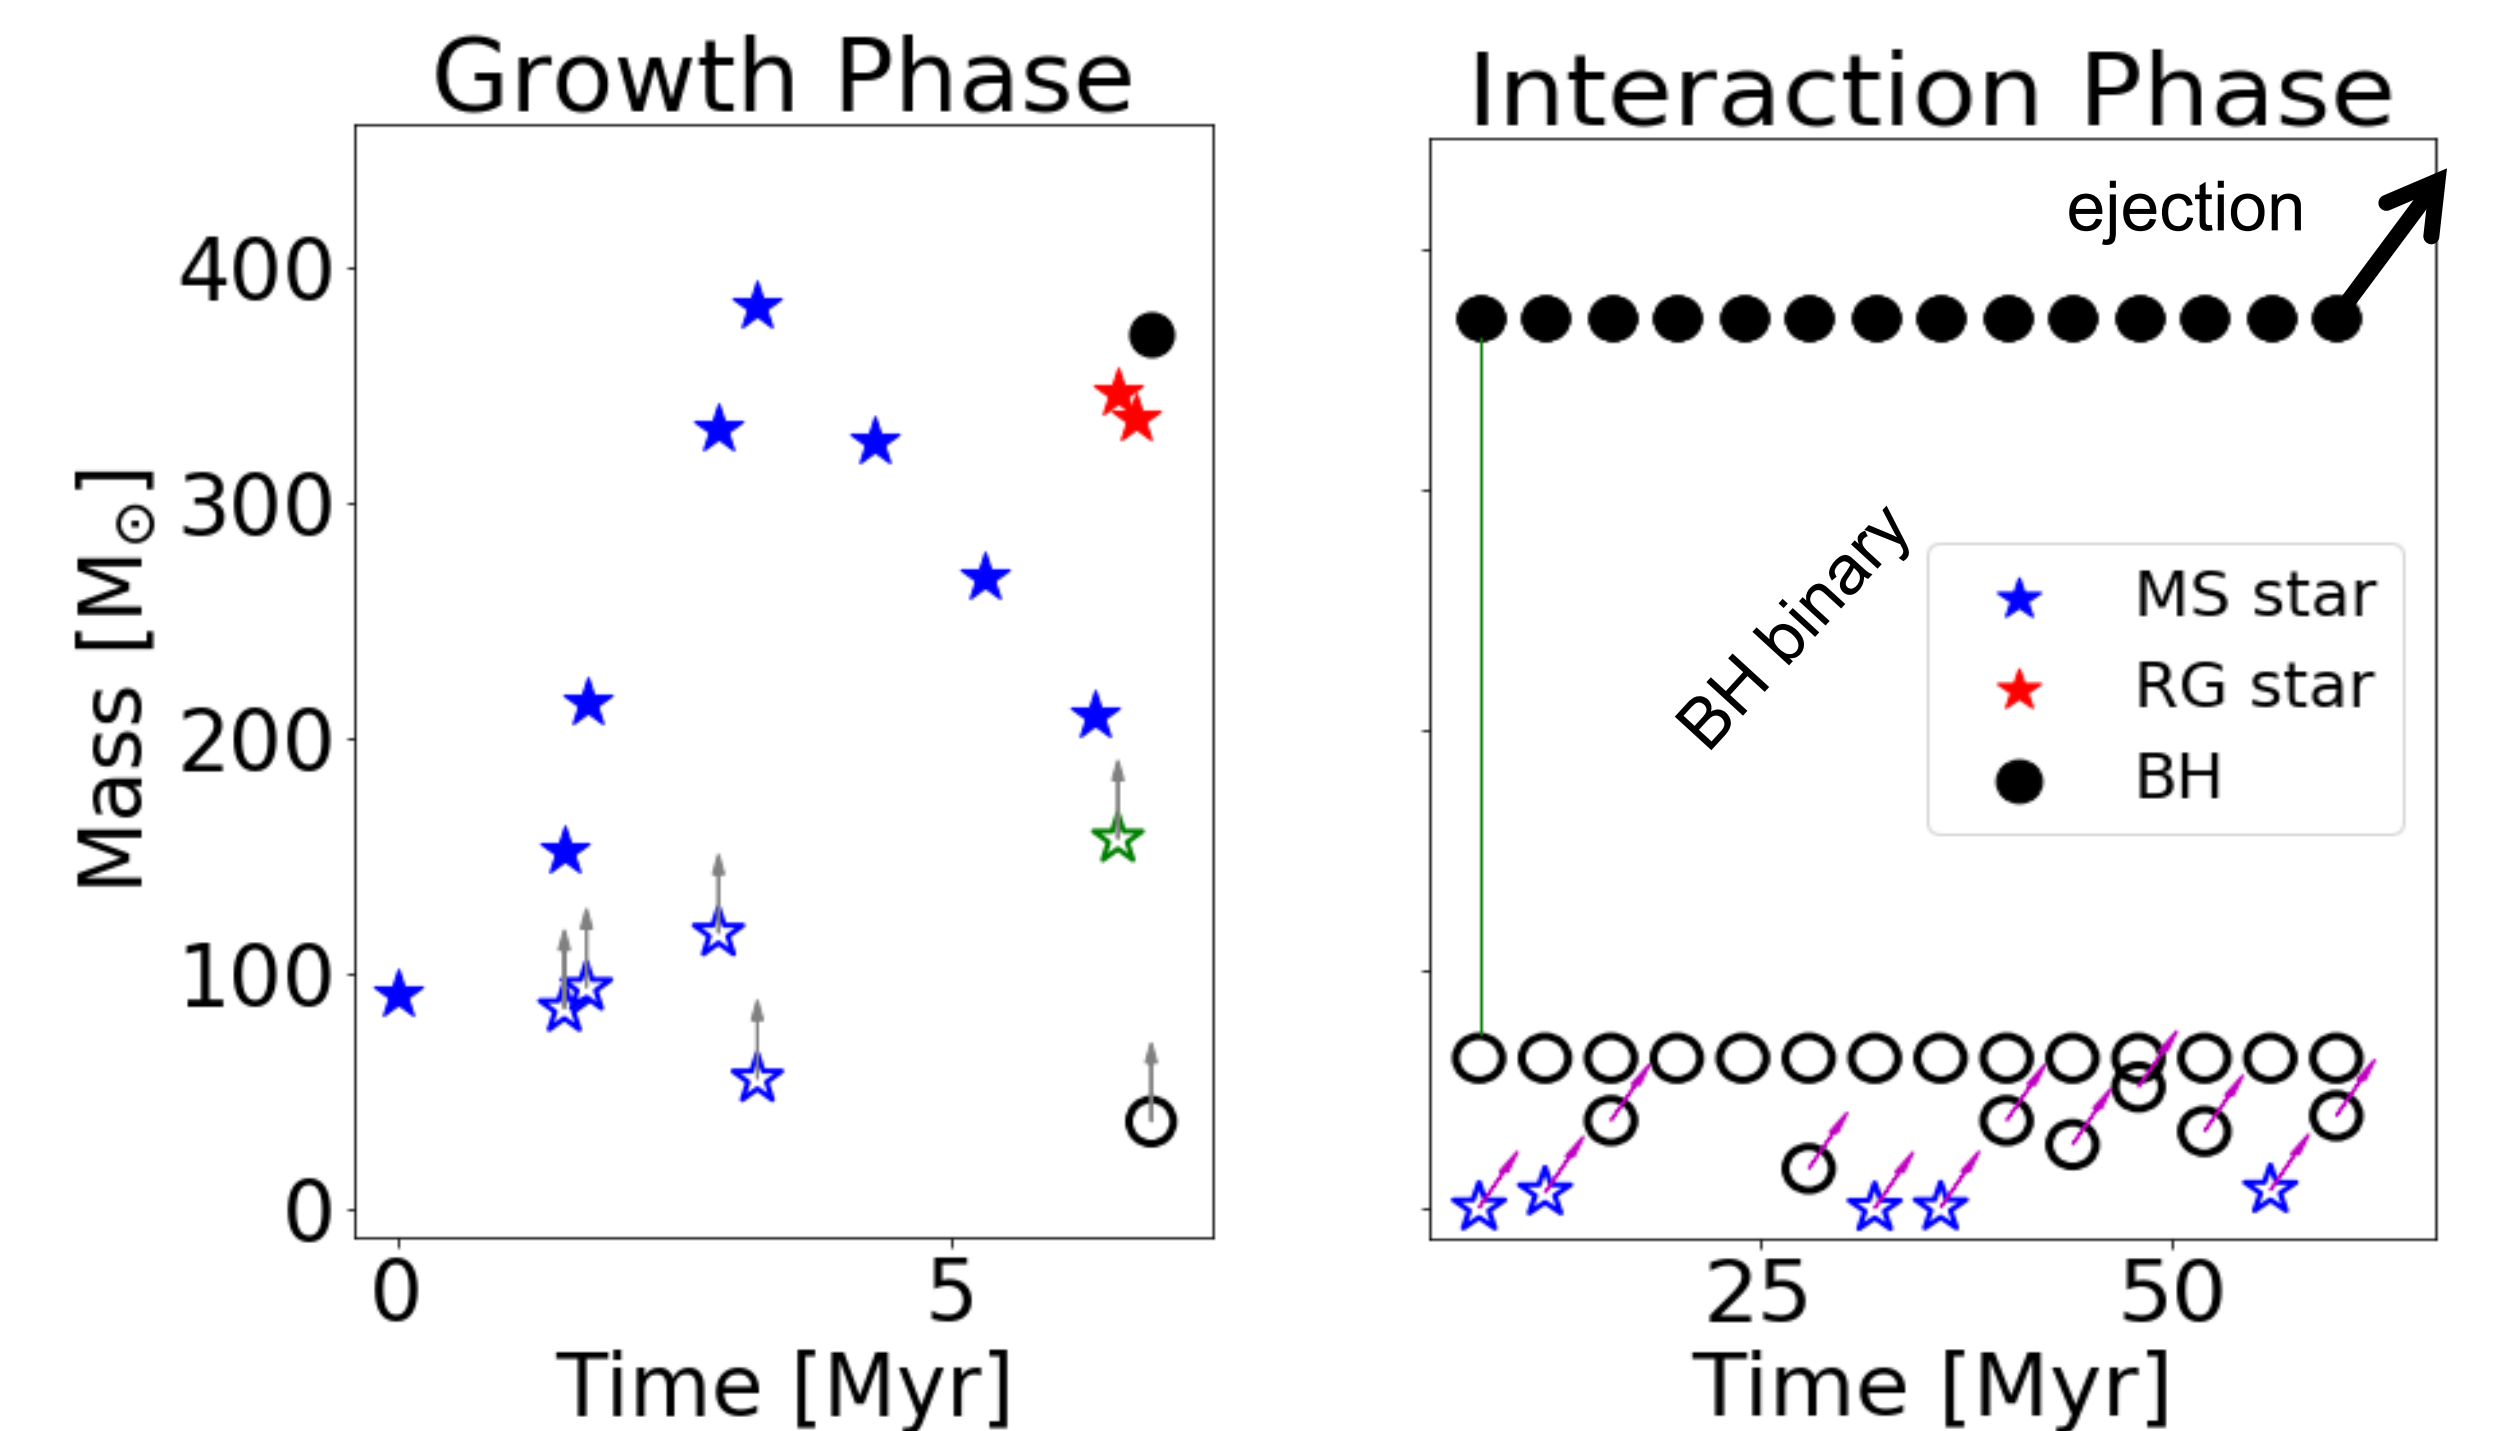 Growth Phase
Mass [M⊙]
400
300
200
100
0
0 5
Time [Myr]
Interaction Phase
ejection
BH binary
MS star
RG star
BH
25 50
Time [Myr]